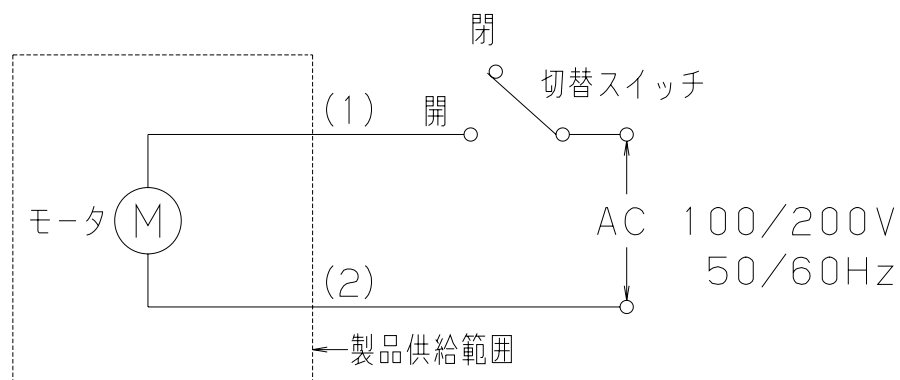 閉
切替スイッチ
(1)
開
モータ
M
AC 100/200V
50/60Hz
(2)
製品供給範囲